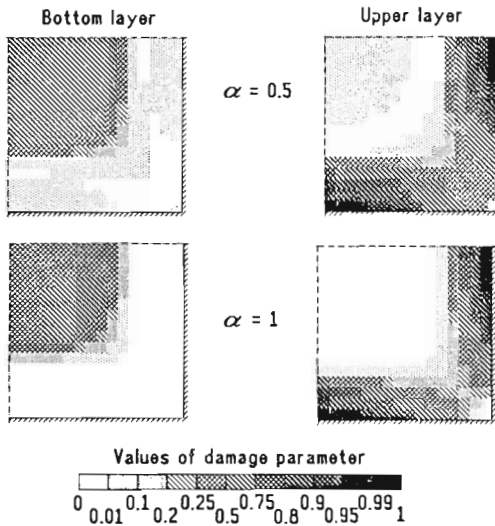 Bottom layer Upper layer
α = 0.5
α = 1
Values of damage parameter
0 0.1 0.25 0.75 0.9 0.99
0.01 0.2 0.5 0.8 0.95 1